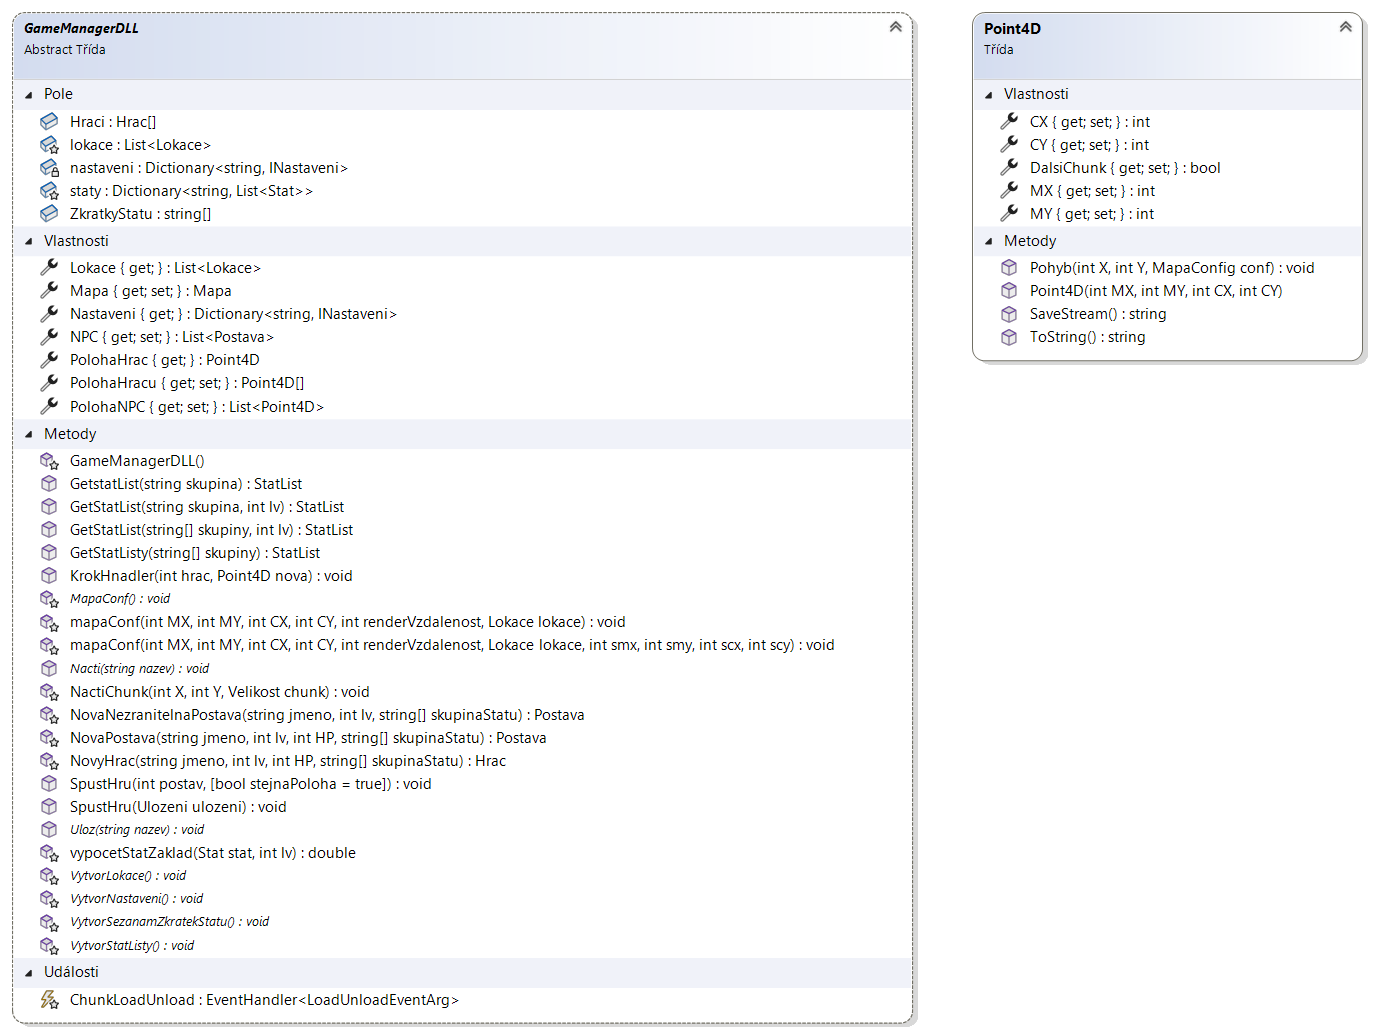 GameManagerDLL
Abstract Třída
Pole
Hraci : Hrac[]
lokace : List<Lokace>
nastaveni : Dictionary<string, INastaveni>
staty : Dictionary<string, List<Stat>>
ZkratkyStatu : string[]
Vlastnosti
Lokace { get; } : List<Lokace>
Mapa { get; set; } : Mapa
Nastaveni { get; } : Dictionary<string, INastaveni>
NPC { get; set; } : List<Postava>
PolohaHrac { get; } : Point4D
PolohaHracu { get; set; } : Point4D[]
PolohaNPC { get; set; } : List<Point4D>
Metody
GameManagerDLL()
GetstatList(string skupina) : StatList
GetStatList(string skupina, int lv) : StatList
GetStatList(string[] skupiny, int lv) : StatList
GetStatListy(string[] skupiny) : StatList
KrokHnadler(int hrac, Point4D nova) : void
MapaConf() : void
mapaConf(int MX, int MY, int CX, int CY, int renderVzdalenost, Lokace lokace) : void
mapaConf(int MX, int MY, int CX, int CY, int renderVzdalenost, Lokace lokace, int smx, int smy, int scx, int scy) : void
Nacti(string nazev) : void
NactiChunk(int X, int Y, Velikost chunk) : void
NovaNezranitelnaPostava(string jmeno, int lv, string[] skupinaStatu) : Postava
NovaPostava(string jmeno, int lv, int HP, string[] skupinaStatu) : Postava
NovyHrac(string jmeno, int lv, int HP, string[] skupinaStatu) : Hrac
SpustHru(int postav, [bool stejnaPoloha = true]) : void
SpustHru(Ulozeni ulozeni) : void
Uloz(string nazev) : void
vypocetStatZaklad(Stat stat, int lv) : double
VytvorLokace() : void
VytvorNastaveni() : void
VytvorSezanamZkratekStatu() : void
VytvorStatListy() : void
Události
ChunkLoadUnload : EventHandler<LoadUnloadEventArg>
Point4D
Třída
Vlastnosti
CX { get; set; } : int
CY { get; set; } : int
DalsiChunk { get; set; } : bool
MX { get; set; } : int
MY { get; set; } : int
Metody
Pohyb(int X, int Y, MapaConfig conf) : void
Point4D(int MX, int MY, int CX, int CY)
SaveStream() : string
ToString() : string